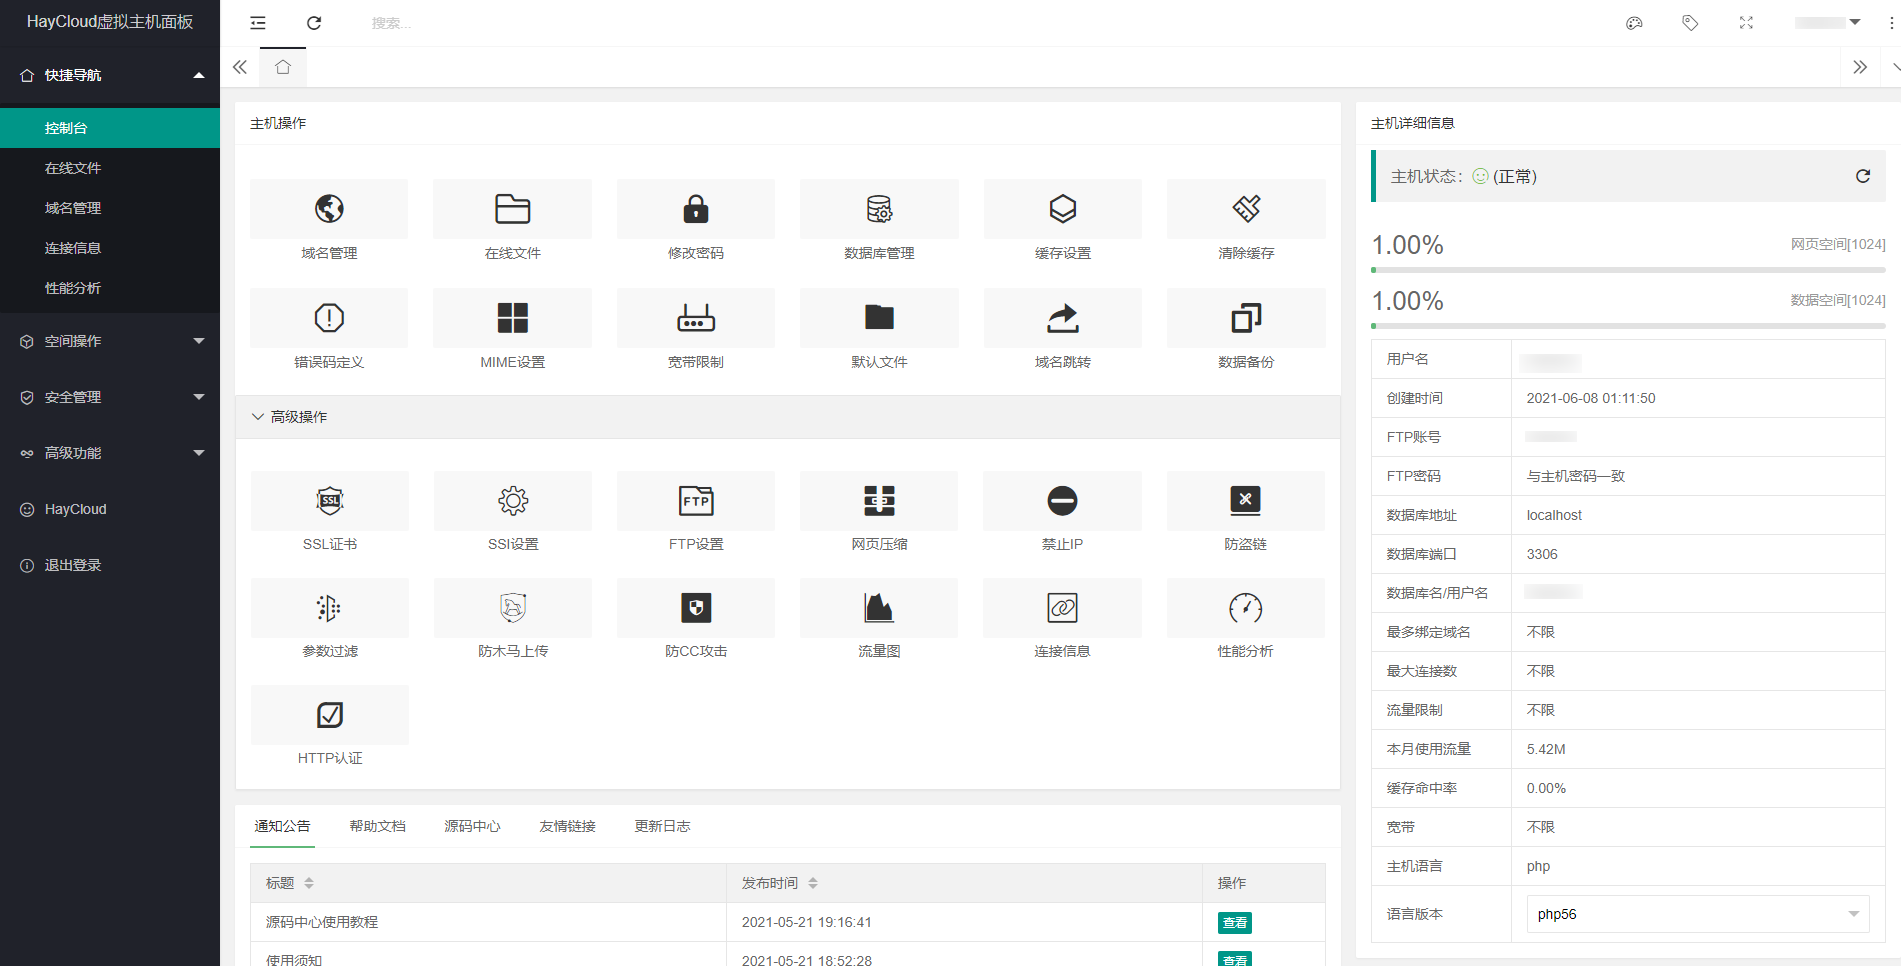 HayCloud虚拟主机面板
搜索...
快捷导航
控制台
在线文件
域名管理
连接信息
性能分析
空间操作
安全管理
高级功能
HayCloud
退出登录
主机操作
域名管理
在线文件
修改密码
数据库管理
缓存设置
清除缓存
错误码定义
MIME设置
宽带限制
默认文件
域名跳转
数据备份
高级操作
SSL
FTP
SSL证书
SSI设置
FTP设置
网页压缩
禁止IP
防盗链
参数过滤
防木马上传
防CC攻击
流量图
连接信息
性能分析
HTTP认证
通知公告 帮助文档 源码中心 友情链接 更新日志
标题 发布时间 操作
源码中心使用教程 2021-05-21 19:16:41 查看
使用须知 2021-05-21 18:52:28 查看
主机详细信息
主机状态: (正常)
1.00% 网页空间[1024]
1.00% 数据空间[1024]
用户名
创建时间 2021-06-08 01:11:50
FTP账号
FTP密码 与主机密码一致
数据库地址 localhost
数据库端口 3306
数据库名/用户名
最多绑定域名 不限
最大连接数 不限
流量限制 不限
本月使用流量 5.42M
缓存命中率 0.00%
宽带 不限
主机语言 php
语言版本 php56